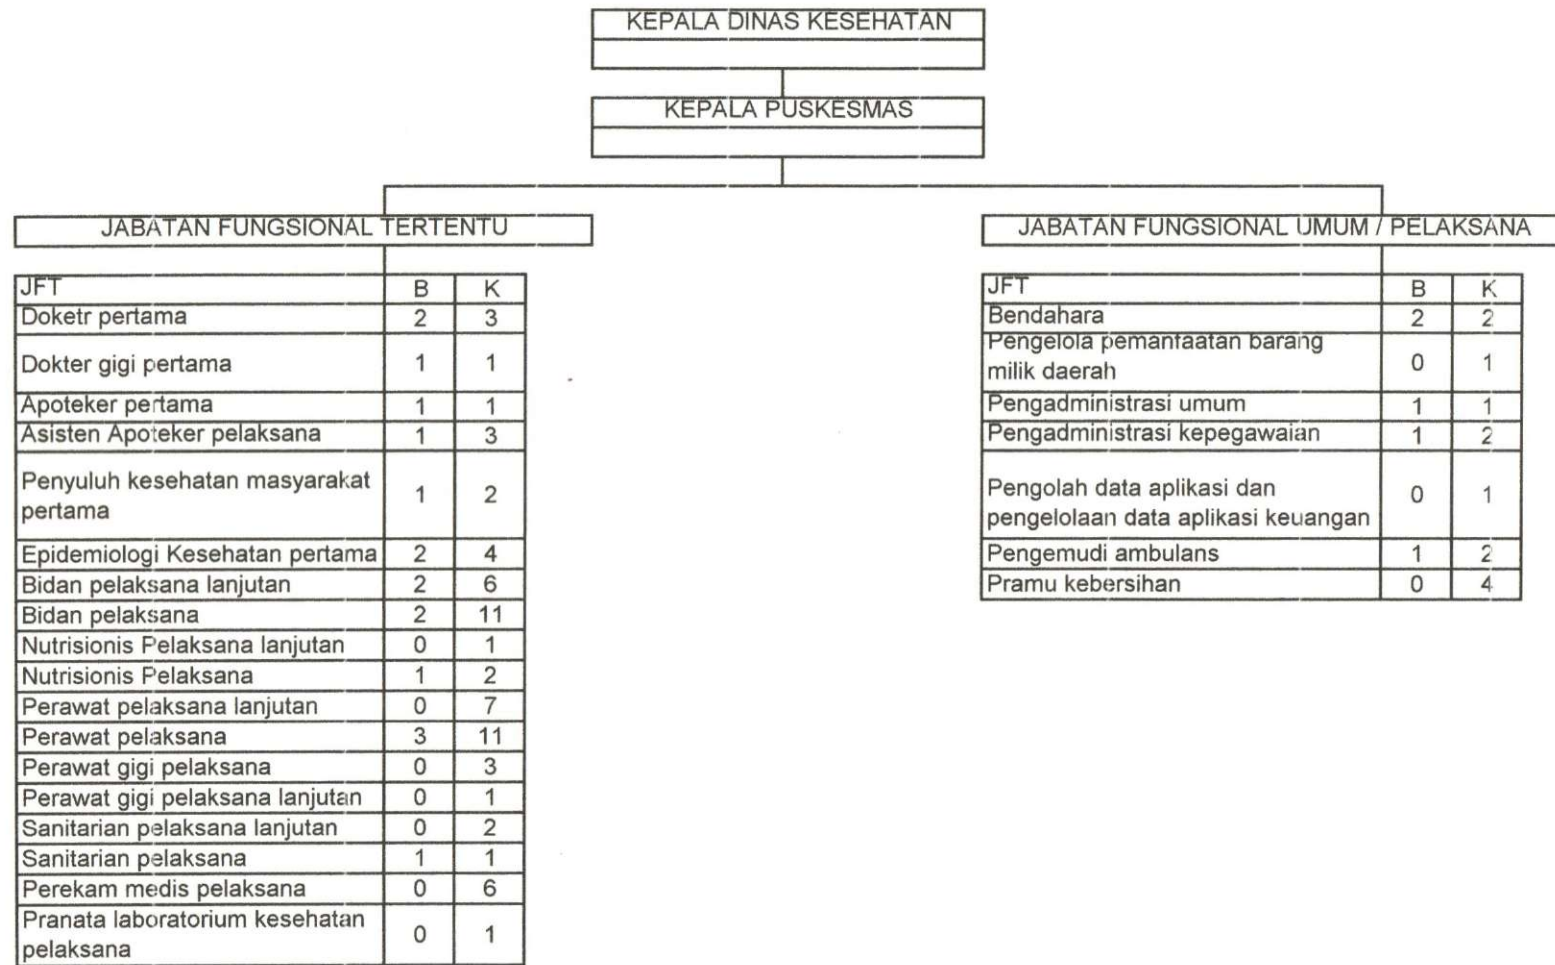 KEPALA DINAS KESEHATAN
KEPALA PUSKESMAS
JABATAN FUNGSIONAL TERTENTU
JFT B K
Doketr pertama 2 3
Dokter gigi pertama 1 1
Apoteker pertama 1 1
Asisten Apoteker pelaksana 1 3
Penyuluh kesehatan masyarakat
pertama 1 2
Epidemiologi Kesehatan pertama 2 4
Bidan pelaksana lanjutan 2 6
Bidan pelaksana 2 11
Nutrisionis Pelaksana lanjutan 0 1
Nutrisionis Pelaksana 1 2
Perawat pelaksana lanjutan 0 7
Perawat pelaksana 3 11
Perawat gigi pelaksana 0 3
Perawat gigi pelaksana lanjutan 0 1
Sanitarian pelaksana lanjutan 0 2
Sanitarian pelaksana 1 1
Perekam medis pelaksana 0 6
Pranata laboratorium kesehatan
pelaksana 0 1
JABATAN FUNGSIONAL UMUM / PELAKSANA
JFT B K
Bendahara 2 2
Pengelola pemanfaatan barang
milik daerah 0 1
Pengadministrasi umum 1 1
Pengadministrasi kepegawaian 1 2
Pengolah data aplikasi dan
pengelolaan data aplikasi keuangan 0 1
Pengemudi ambulans 1 2
Pramu kebersihan 0 4